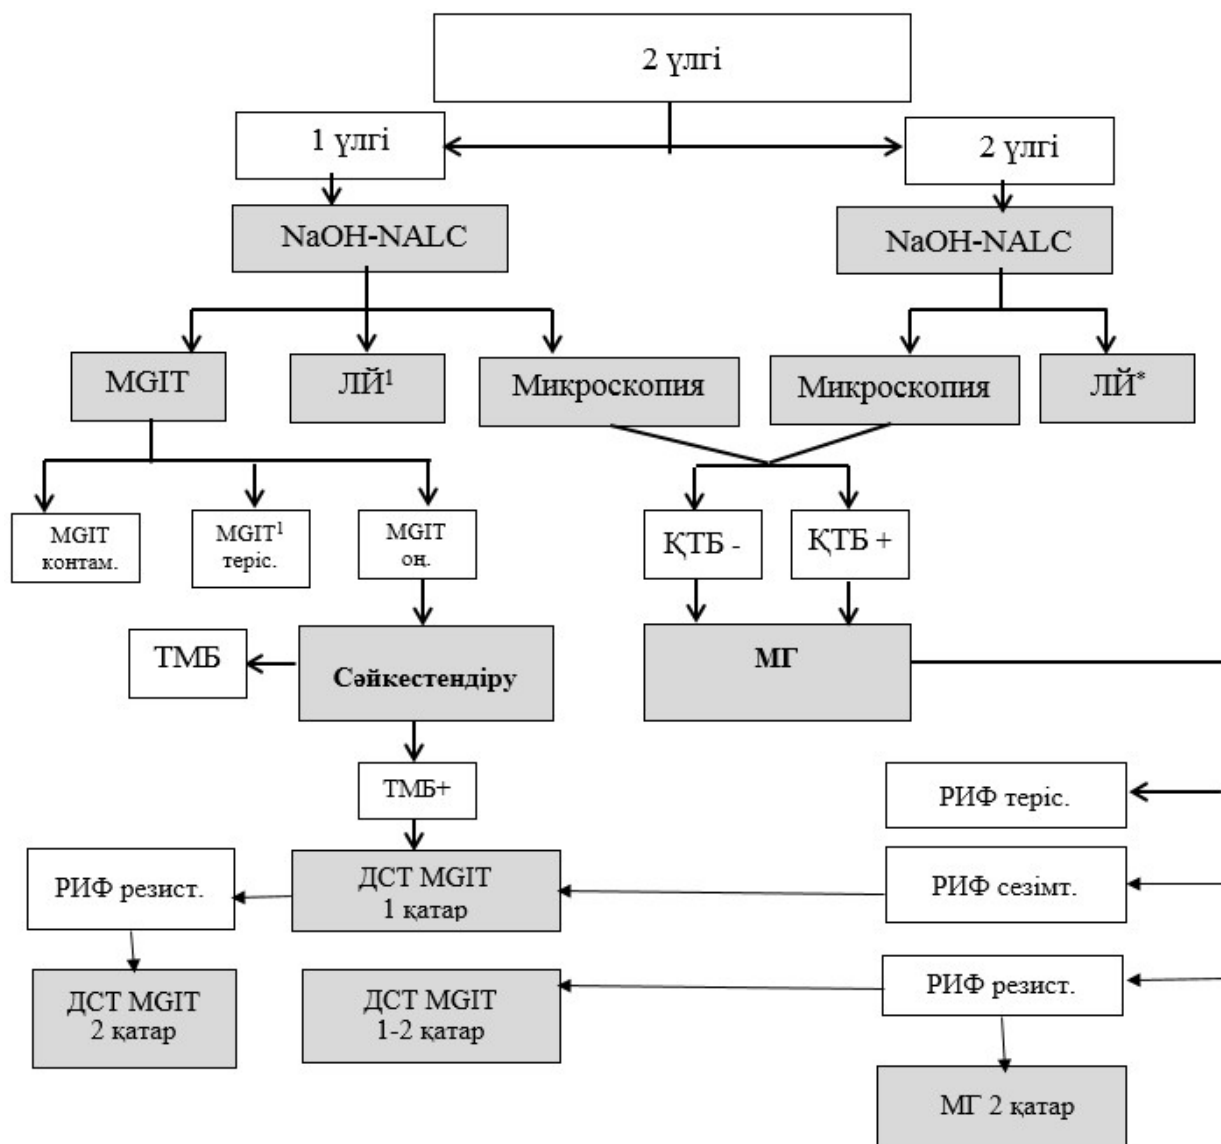 2 үлгі
1 үлгі
2 үлгі
NaOH-NALC
NaOH-NALC
MGIT
ЛЙ¹
Микроскопия
Микроскопия
ЛЙ*
MGIT
контам.
MGIT¹
теріс.
MGIT
оң.
ҚТБ -
ҚТБ +
ТМБ
Сәйкестендіру
МГ
ТМБ+
РИФ теріс.
РИФ резист.
ДСТ MGIT
1 қатар
РИФ сезімт.
ДСТ MGIT
2 қатар
ДСТ MGIT
1-2 қатар
РИФ резист.
МГ 2 қатар